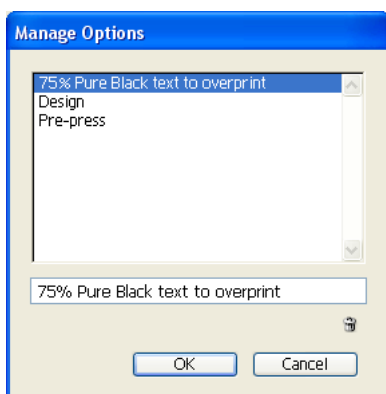 Manage Options
75% Pure Black text to overprint
Design
Pre-press
75% Pure Black text to overprint
OK
Cancel